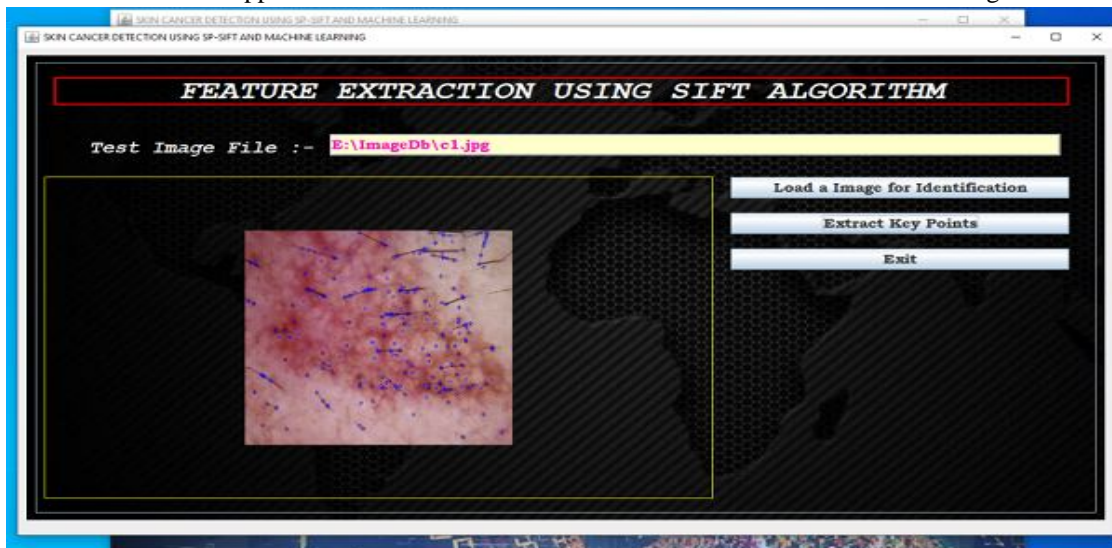 SKIN CANCER DETECTION USING SP-SIFT AND MACHINE LEARNING
SKIN CANCER DETECTION USING SP-SIFT AND MACHINE LEARNING
FEATURE EXTRACTION USING SIFT ALGORITHM
Test Image File :- E:\ImageDb\c1.jpg
Load a Image for Identification
Extract Key Points
Exit